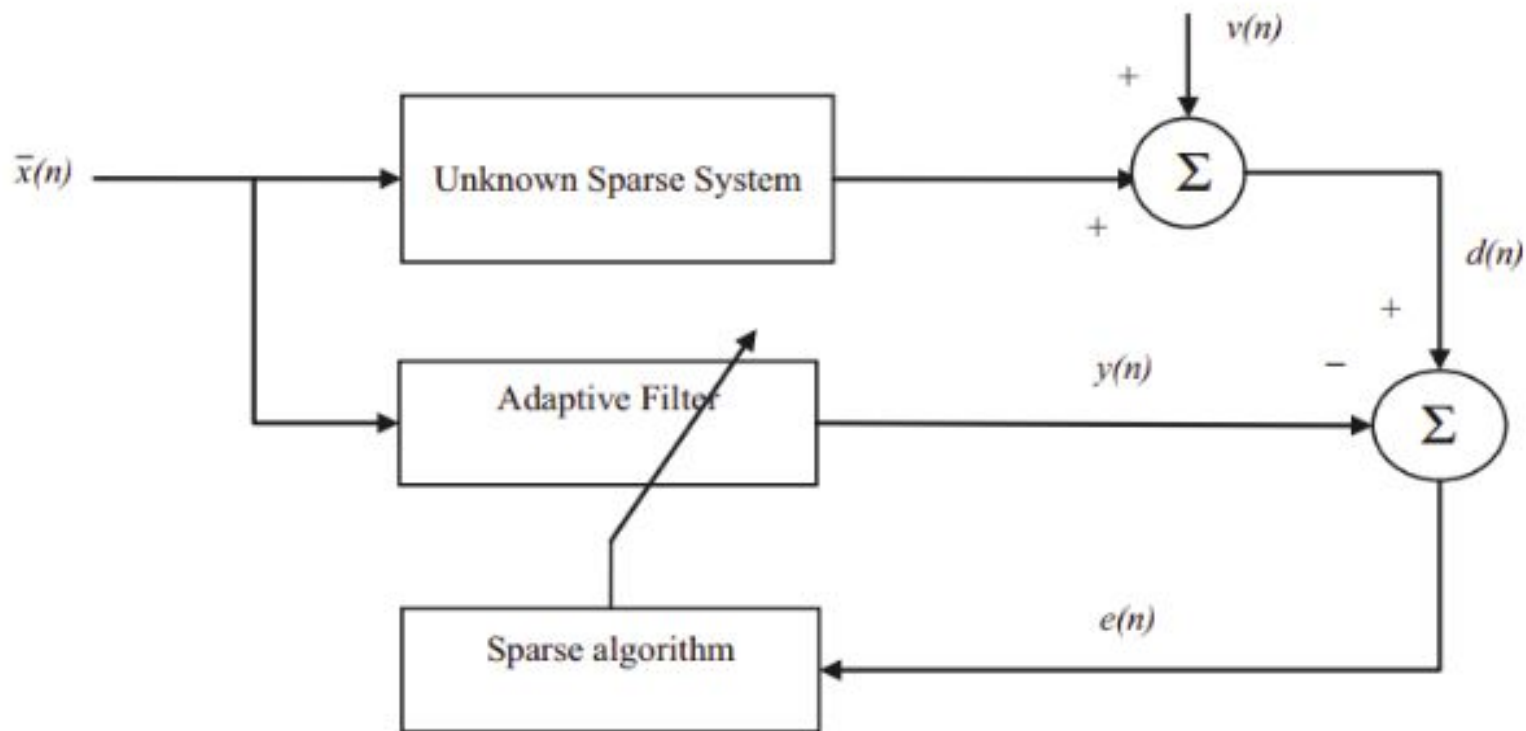 v(n)
+
x̄(n)
Unknown Sparse System
Σ
+
d(n)
+
y(n)
−
Adaptive Filter
Σ
e(n)
Sparse algorithm